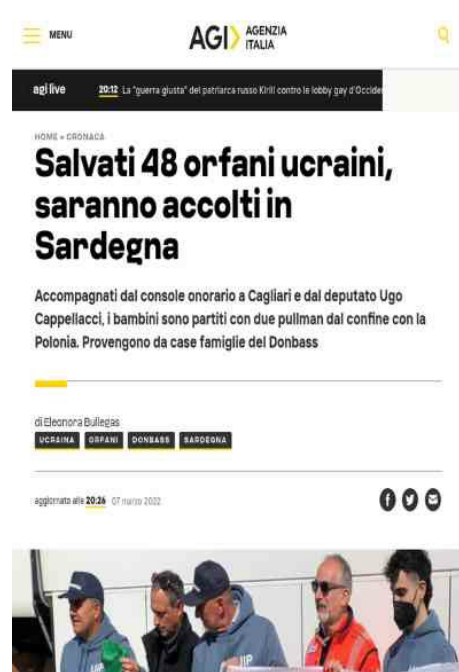 MENU
AGI AGENZIA
ITALIA
agi live 20:12 La "guerra giusta" del patriarca russo Kirill contro le lobby gay d'Occide
HOME » CRONACA
Salvati 48 orfani ucraini,
saranno accolti in
Sardegna
Accompagnati dal console onorario a Cagliari e dal deputato Ugo
Cappellacci, i bambini sono partiti con due pullman dal confine con la
Polonia. Provengono da case famiglie del Donbass
di Eleonora Bullegas
UCRAINA ORFANI DONBASS SARDEGNA
aggiornato alle 20:26 07 marzo 2022